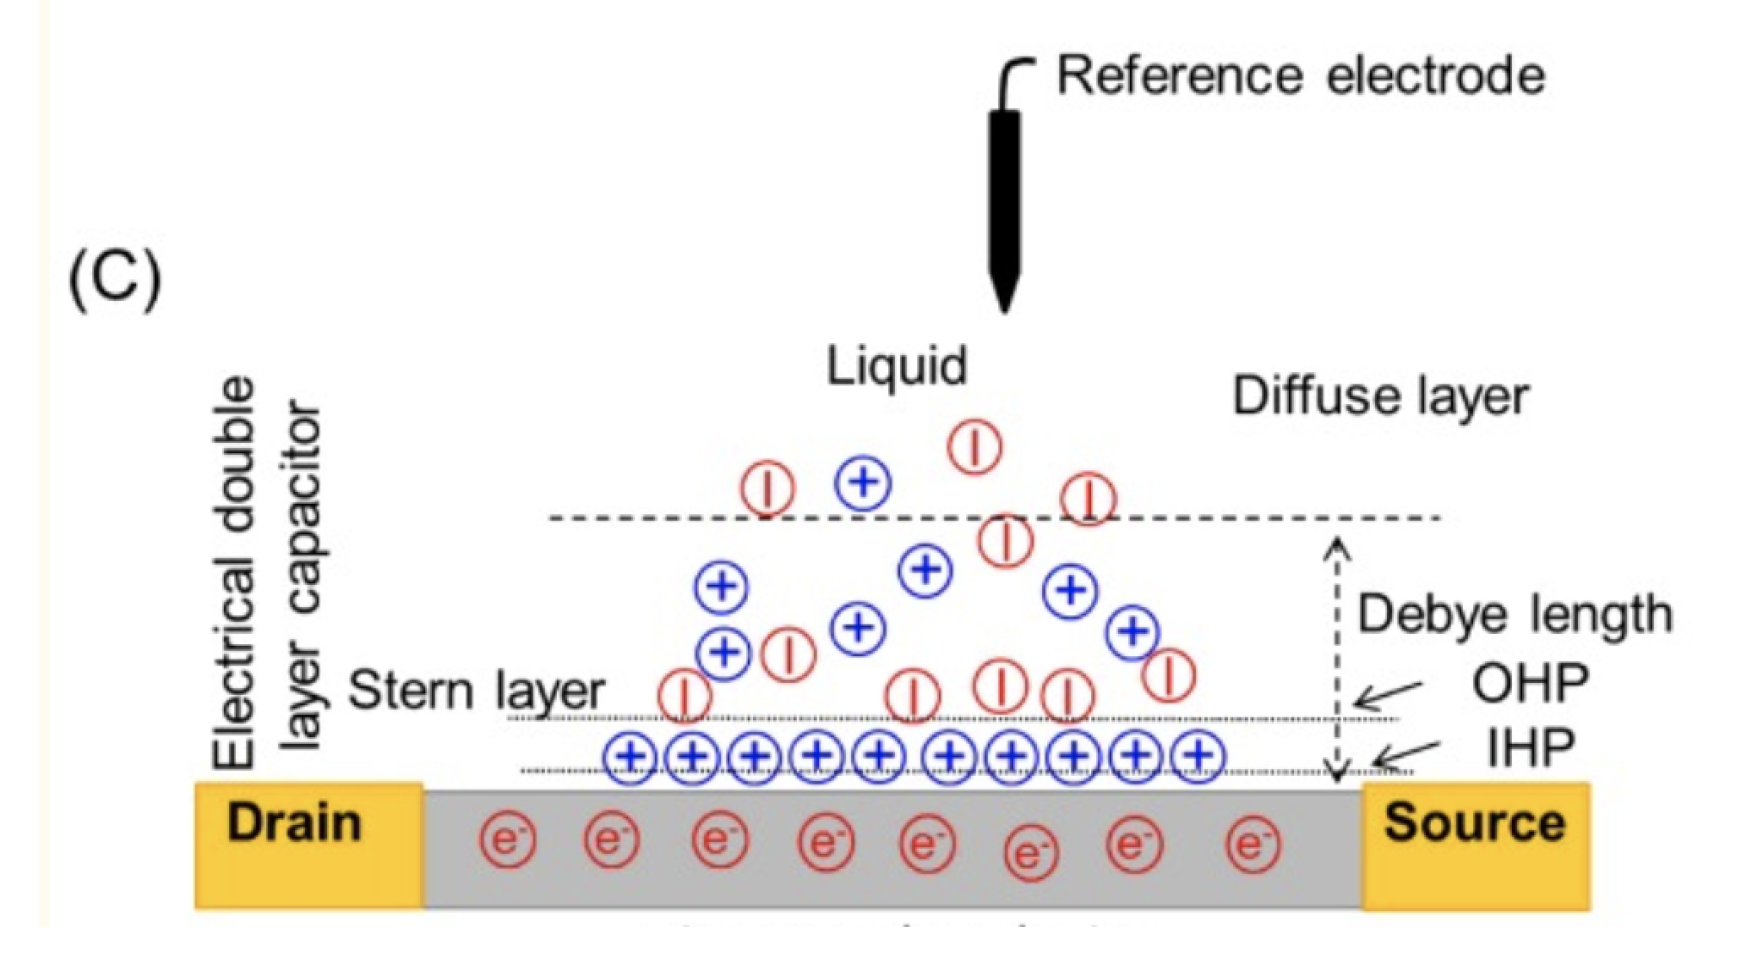 Reference electrode
(C)
Liquid
Diffuse layer
Electrical double
layer capacitor
Debye length
Stern layer
OHP
IHP
Drain
Source
e- e- e- e- e- e- e- e-